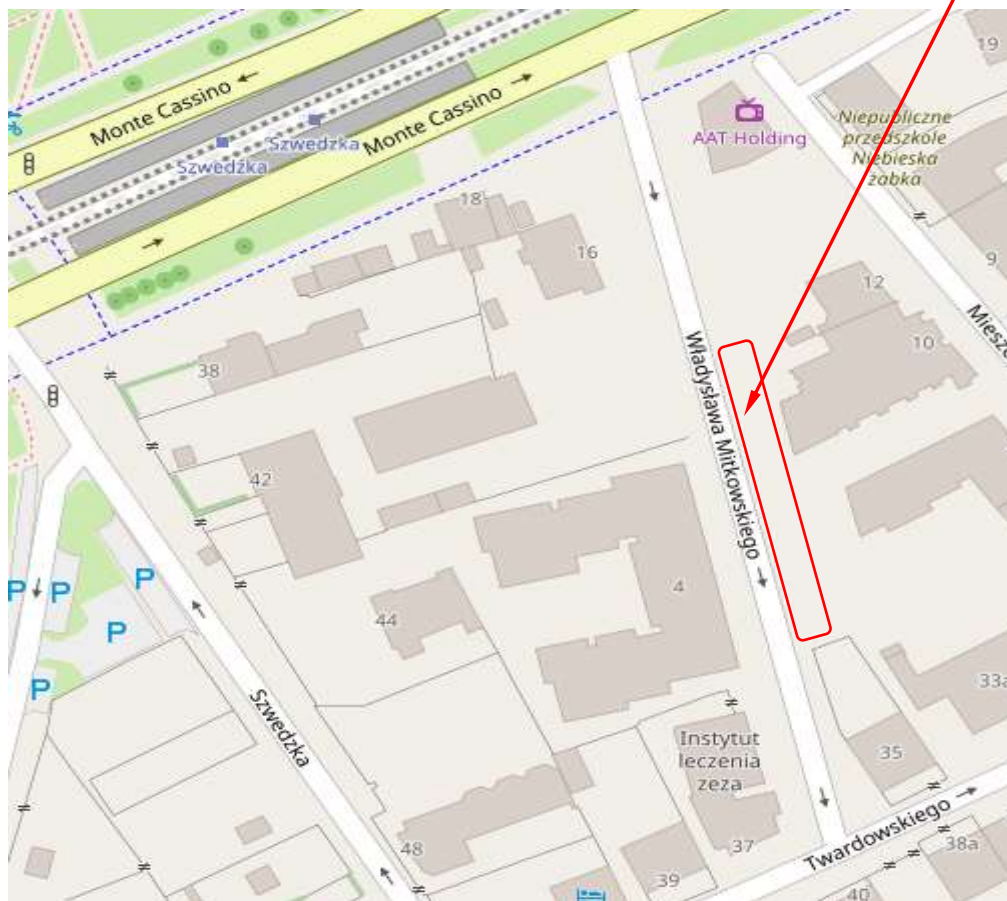 Monte Cassino
Szwedzka
Szwedzka
Monte Cassino
AAT Holding
19
Niepubliczne
przedszkole
Niebieska
żabka
9
18
16
12
10
Władysława Mitkowskiego
38
42
4
44
P
P
P
P
P
Szwedzka
33a
35
Instytut
leczenia
zeza
37
Twardowskiego
48
39
38a
40